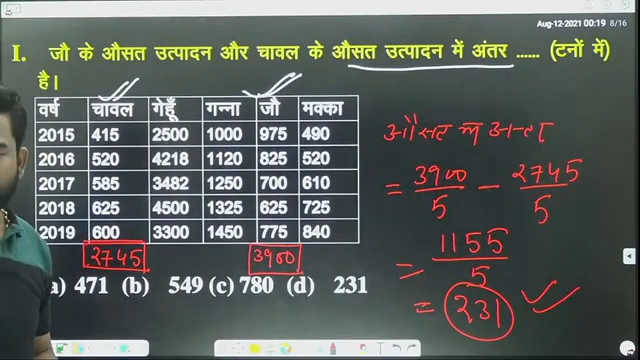 Aug-12-2021 00:19 8/16
I. जौ के औसत उत्पादन और चावल के औसत उत्पादन में अंतर ...... (टनों में)
है।
वर्ष चावल गेहूँ गन्ना जौ मक्का
2015 415 2500 1000 975 490
2016 520 4218 1120 825 520
2017 585 3482 1250 700 610
2018 625 4500 1325 625 725
2019 600 3300 1450 775 840
2745 3900
a) 471 (b) 549 (c) 780 (d) 231
औसत अन्तर
= 3900/5 - 2745/5
= 1155/5
= 231